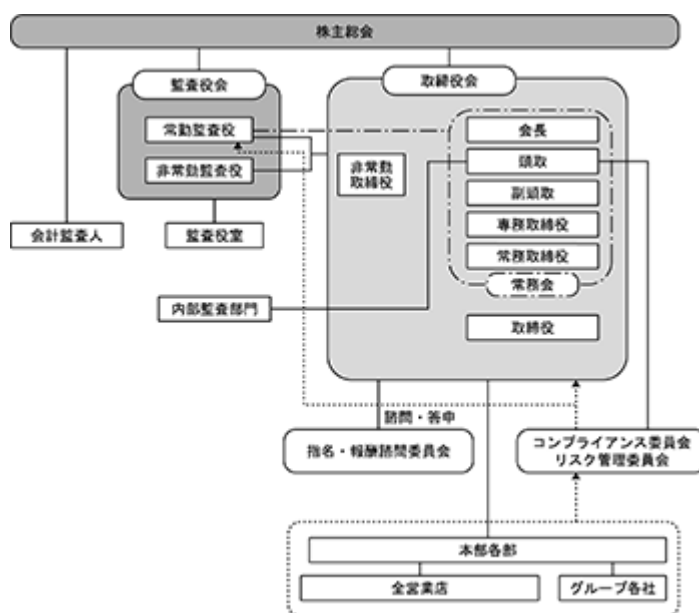 株主総会
監査役会
取締役会
常勤監査役
会長
非常勤監査役
非常勤
取締役
頭取
副頭取
専務取締役
常務取締役
常務会
会計監査人
監査役室
内部監査部門
取締役
諮問・答申
指名・報酬諮問委員会
コンプライアンス委員会
リスク管理委員会
本部各部
全営業店
グループ各社